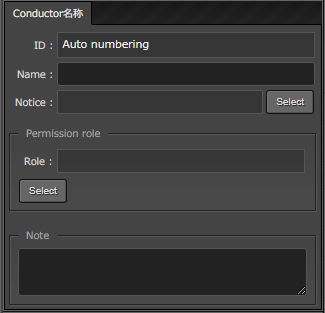 Conductor名称
ID : Auto numbering
Name :
Notice : Select
Permission role
Role :
Select
Note